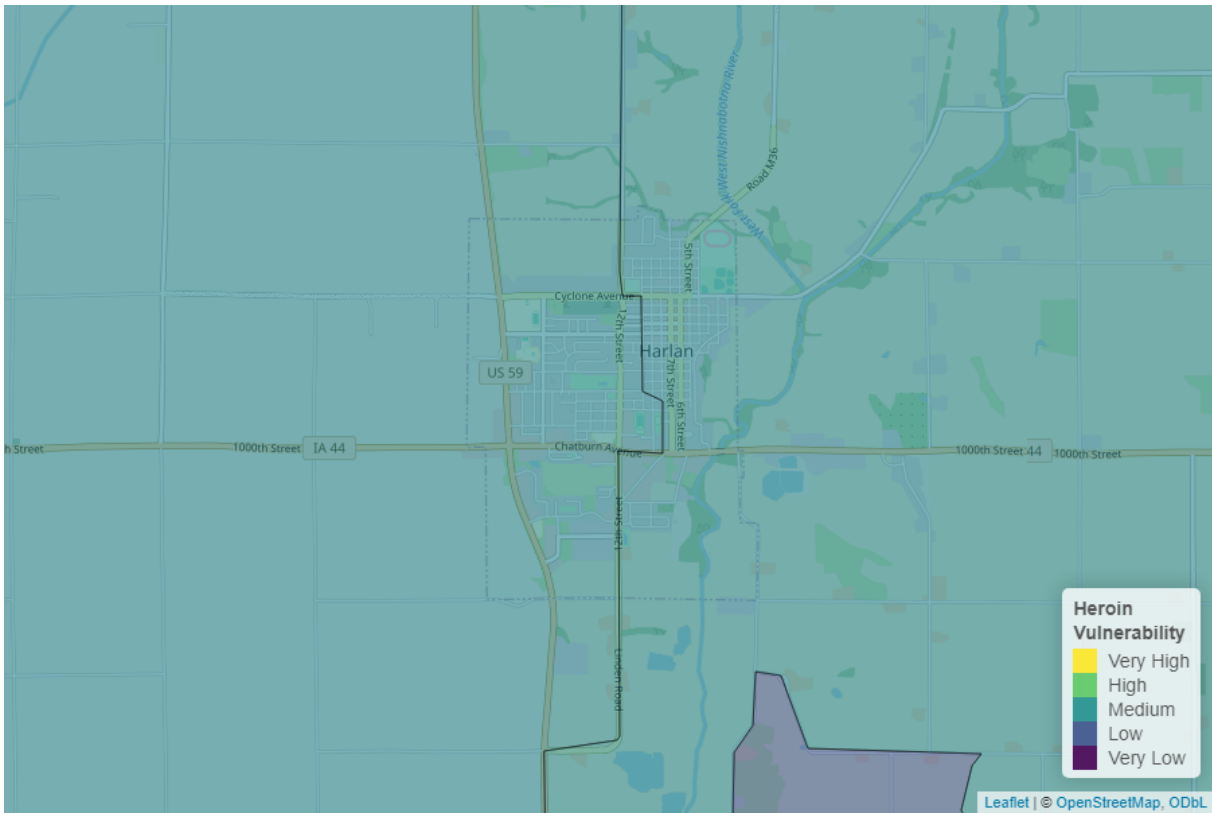 West Fork West Nishnabotna River
Road M36
5th Street
Cyclone Avenue
12th Street
Harlan
7th Street
US 59
6th Street
h Street
1000th Street
IA 44
Chatburn Avenue
1000th Street
44
1000th Street
12th Street
Linden Road
Heroin
Vulnerability
Very High
High
Medium
Low
Very Low
Leaflet | © OpenStreetMap, ODbL